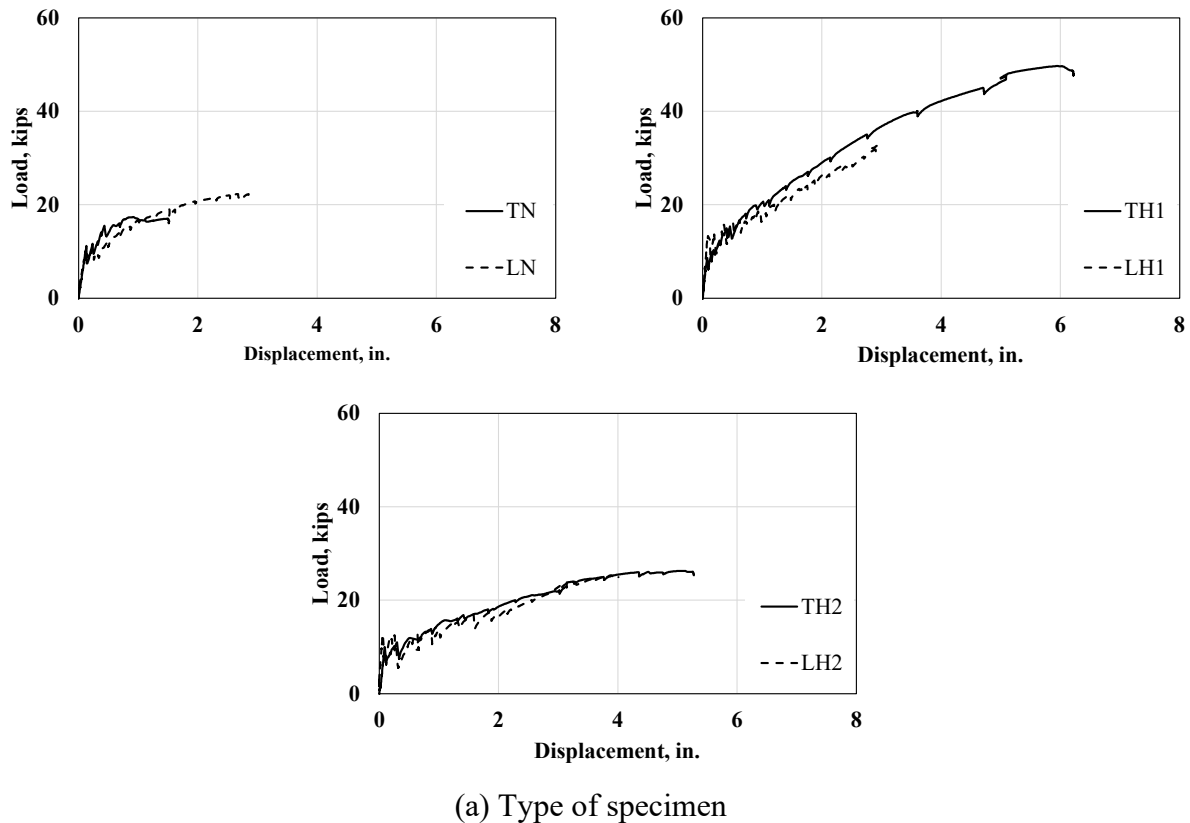 60
40
20
0
Load, kips
TN
LN
0 2 4 6 8
Displacement, in.
60
40
20
0
Load, kips
TH1
LH1
0 2 4 6 8
Displacement, in.
60
40
20
0
Load, kips
TH2
LH2
0 2 4 6 8
Displacement, in.
(a) Type of specimen